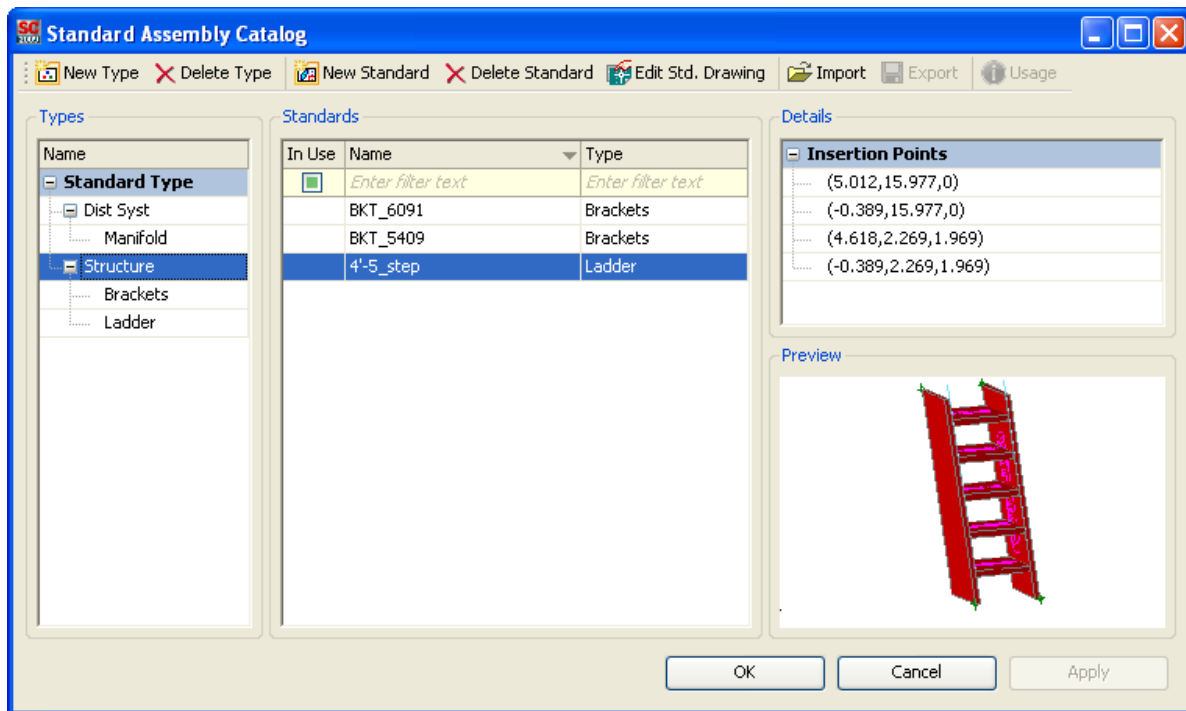 Standard Assembly Catalog
New Type Delete Type New Standard Delete Standard Edit Std. Drawing Import Export Usage
Types
Name
Standard Type
Dist Syst
Manifold
Structure
Brackets
Ladder
Standards
In Use Name Type
Enter filter text Enter filter text
BKT_6091 Brackets
BKT_5409 Brackets
4'-5_step Ladder
Details
Insertion Points
(5.012,15.977,0)
(-0.389,15.977,0)
(4.618,2.269,1.969)
(-0.389,2.269,1.969)
Preview
OK Cancel Apply